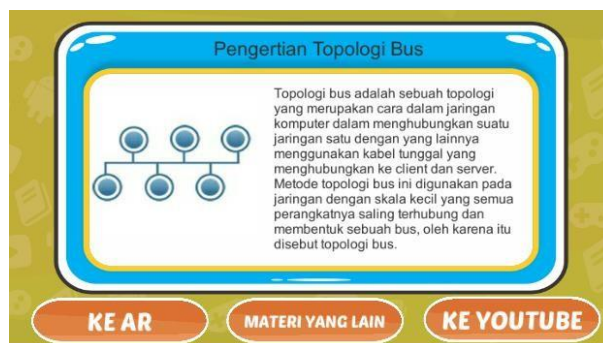 Pengertian Topologi Bus
Topologi bus adalah sebuah topologi
yang merupakan cara dalam jaringan
komputer dalam menghubungkan suatu
jaringan satu dengan yang lainnya
menggunakan kabel tunggal yang
menghubungkan ke client dan server.
Metode topologi bus ini digunakan pada
jaringan dengan skala kecil yang semua
perangkatnya saling terhubung dan
membentuk sebuah bus, oleh karena itu
disebut topologi bus.
KE AR
MATERI YANG LAIN
KE YOUTUBE